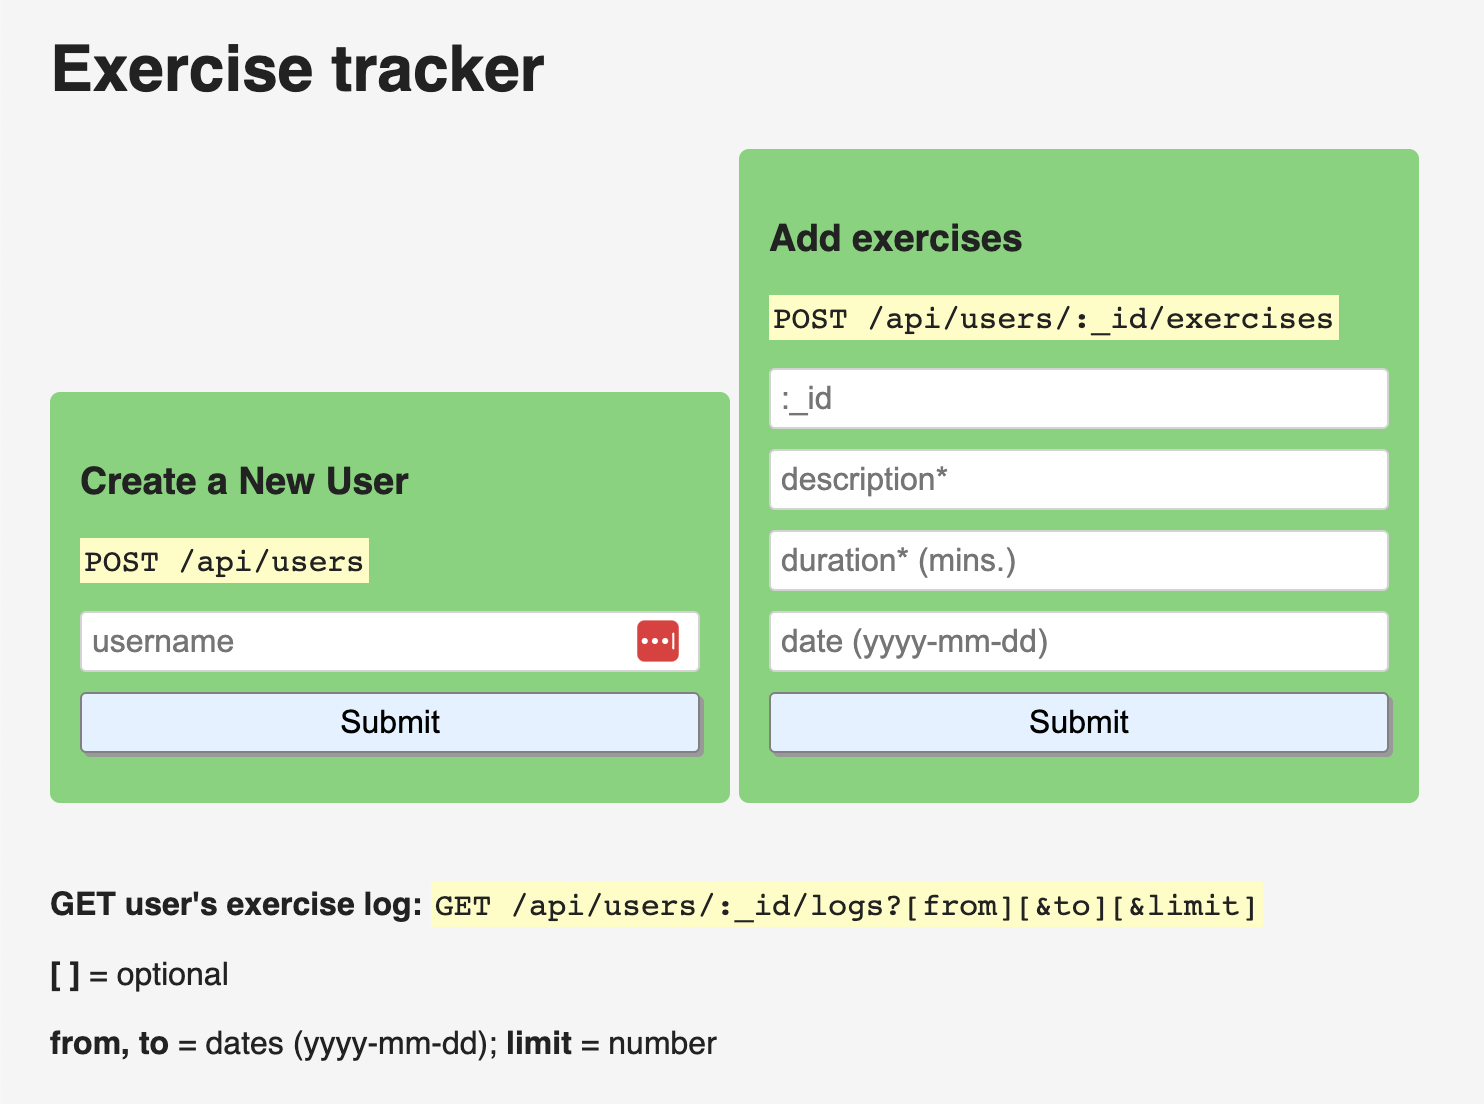 Exercise tracker
Create a New User
POST /api/users
username
Submit
Add exercises
POST /api/users/:_id/exercises
:_id
description*
duration* (mins.)
date (yyyy-mm-dd)
Submit
GET user's exercise log: GET /api/users/:_id/logs?[from][&to][&limit]
[ ] = optional
from, to = dates (yyyy-mm-dd); limit = number